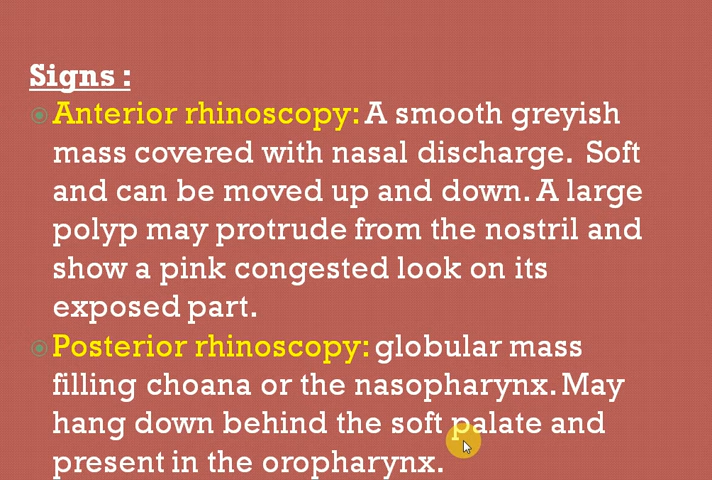 Signs :
Anterior rhinoscopy: A smooth greyish
mass covered with nasal discharge. Soft
and can be moved up and down. A large
polyp may protrude from the nostril and
show a pink congested look on its
exposed part.
Posterior rhinoscopy: globular mass
filling choana or the nasopharynx. May
hang down behind the soft palate and
present in the oropharynx.